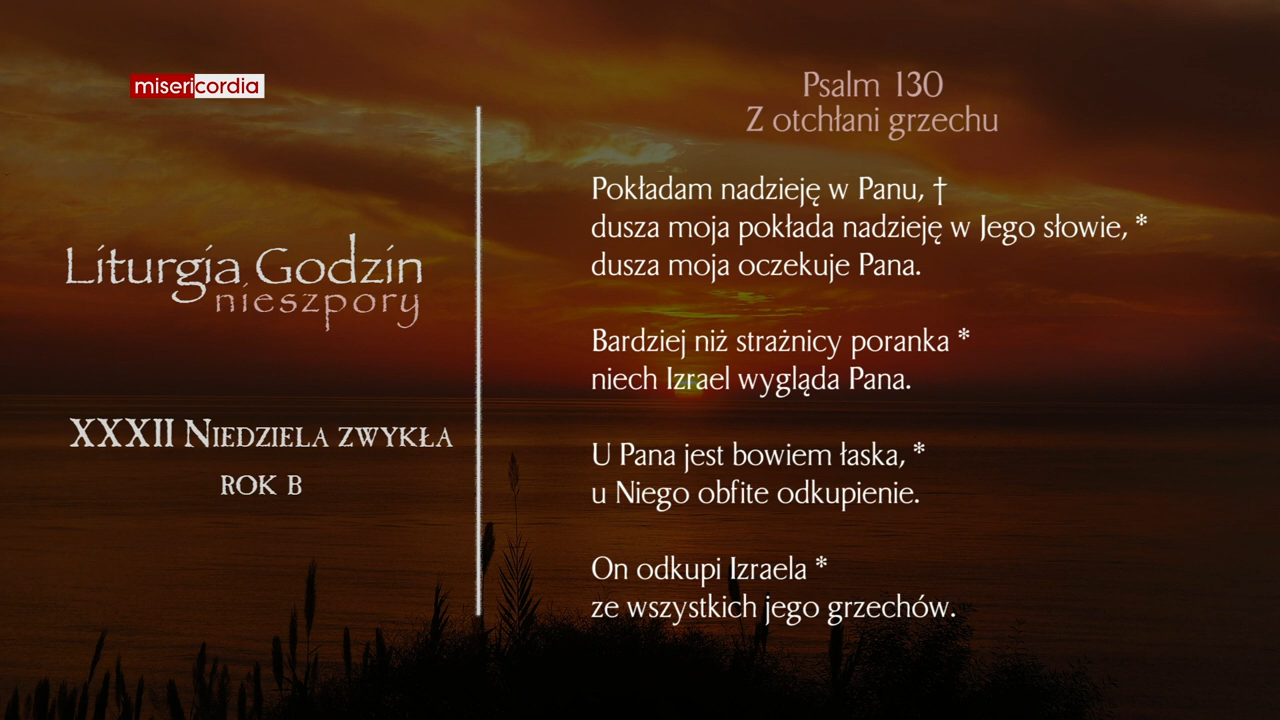 misericordia
Liturgia Godzin
nieszpory
XXXII Niedziela zwykła
rok B
Psalm 130
Z otchłani grzechu
Pokładam nadzieję w Panu, †
dusza moja pokłada nadzieję w Jego słowie, *
dusza moja oczekuje Pana.
Bardziej niż strażnicy poranka *
niech Izrael wygląda Pana.
U Pana jest bowiem łaska, *
u Niego obfite odkupienie.
On odkupi Izraela *
ze wszystkich jego grzechów.